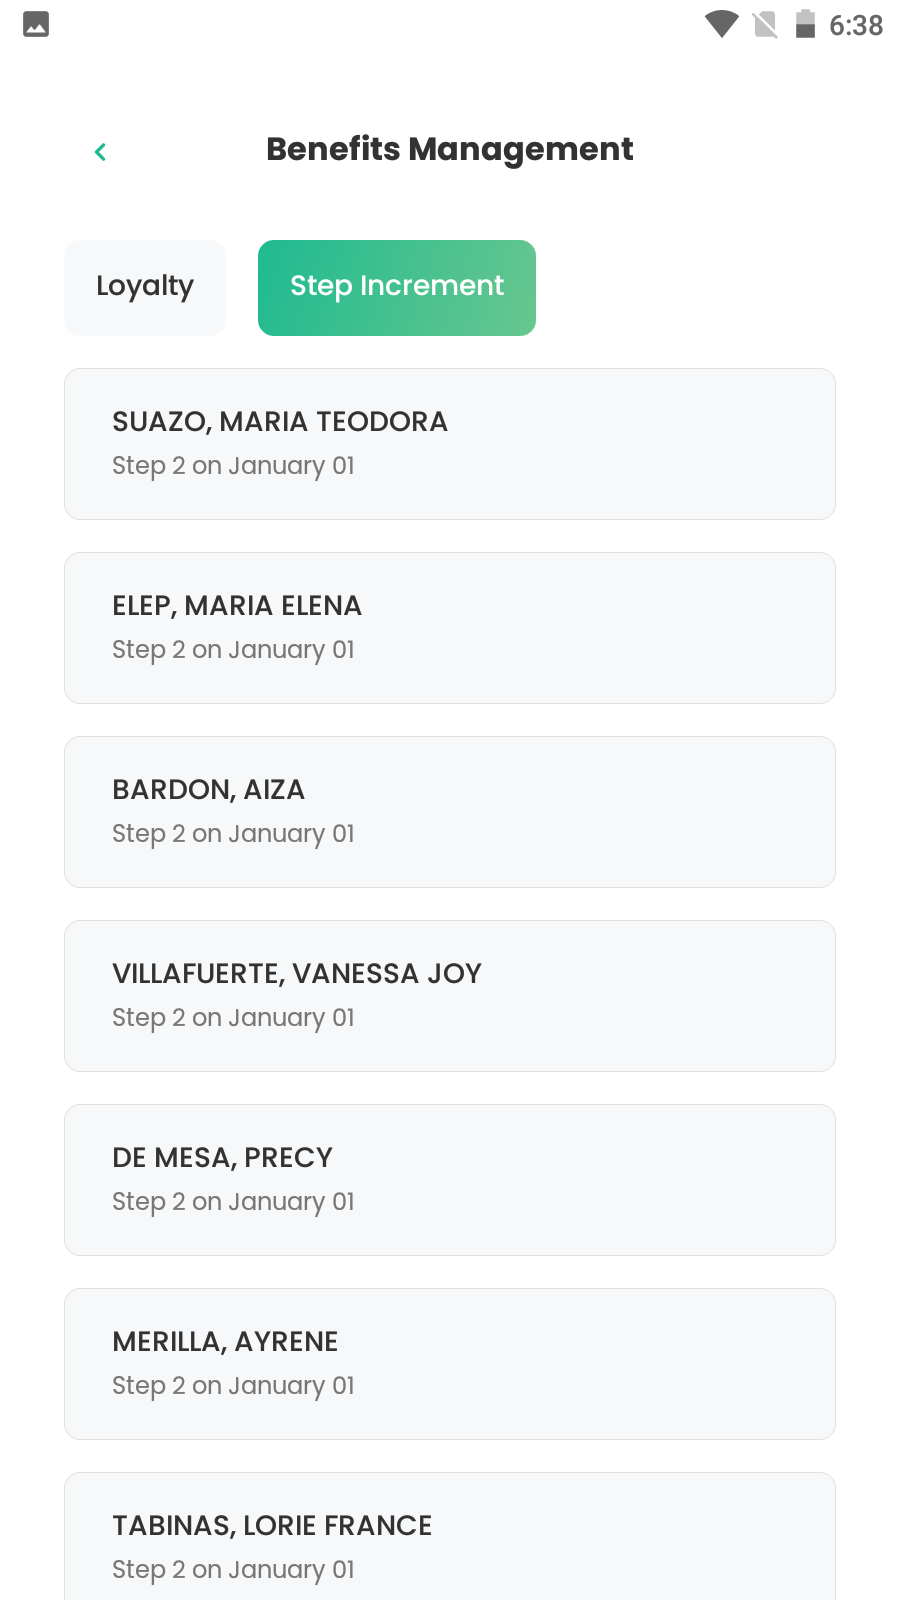 6:38
Benefits Management
Loyalty
Step Increment
SUAZO, MARIA TEODORA
Step 2 on January 01
ELEP, MARIA ELENA
Step 2 on January 01
BARDON, AIZA
Step 2 on January 01
VILLAFUERTE, VANESSA JOY
Step 2 on January 01
DE MESA, PRECY
Step 2 on January 01
MERILLA, AYRENE
Step 2 on January 01
TABINAS, LORIE FRANCE
Step 2 on January 01